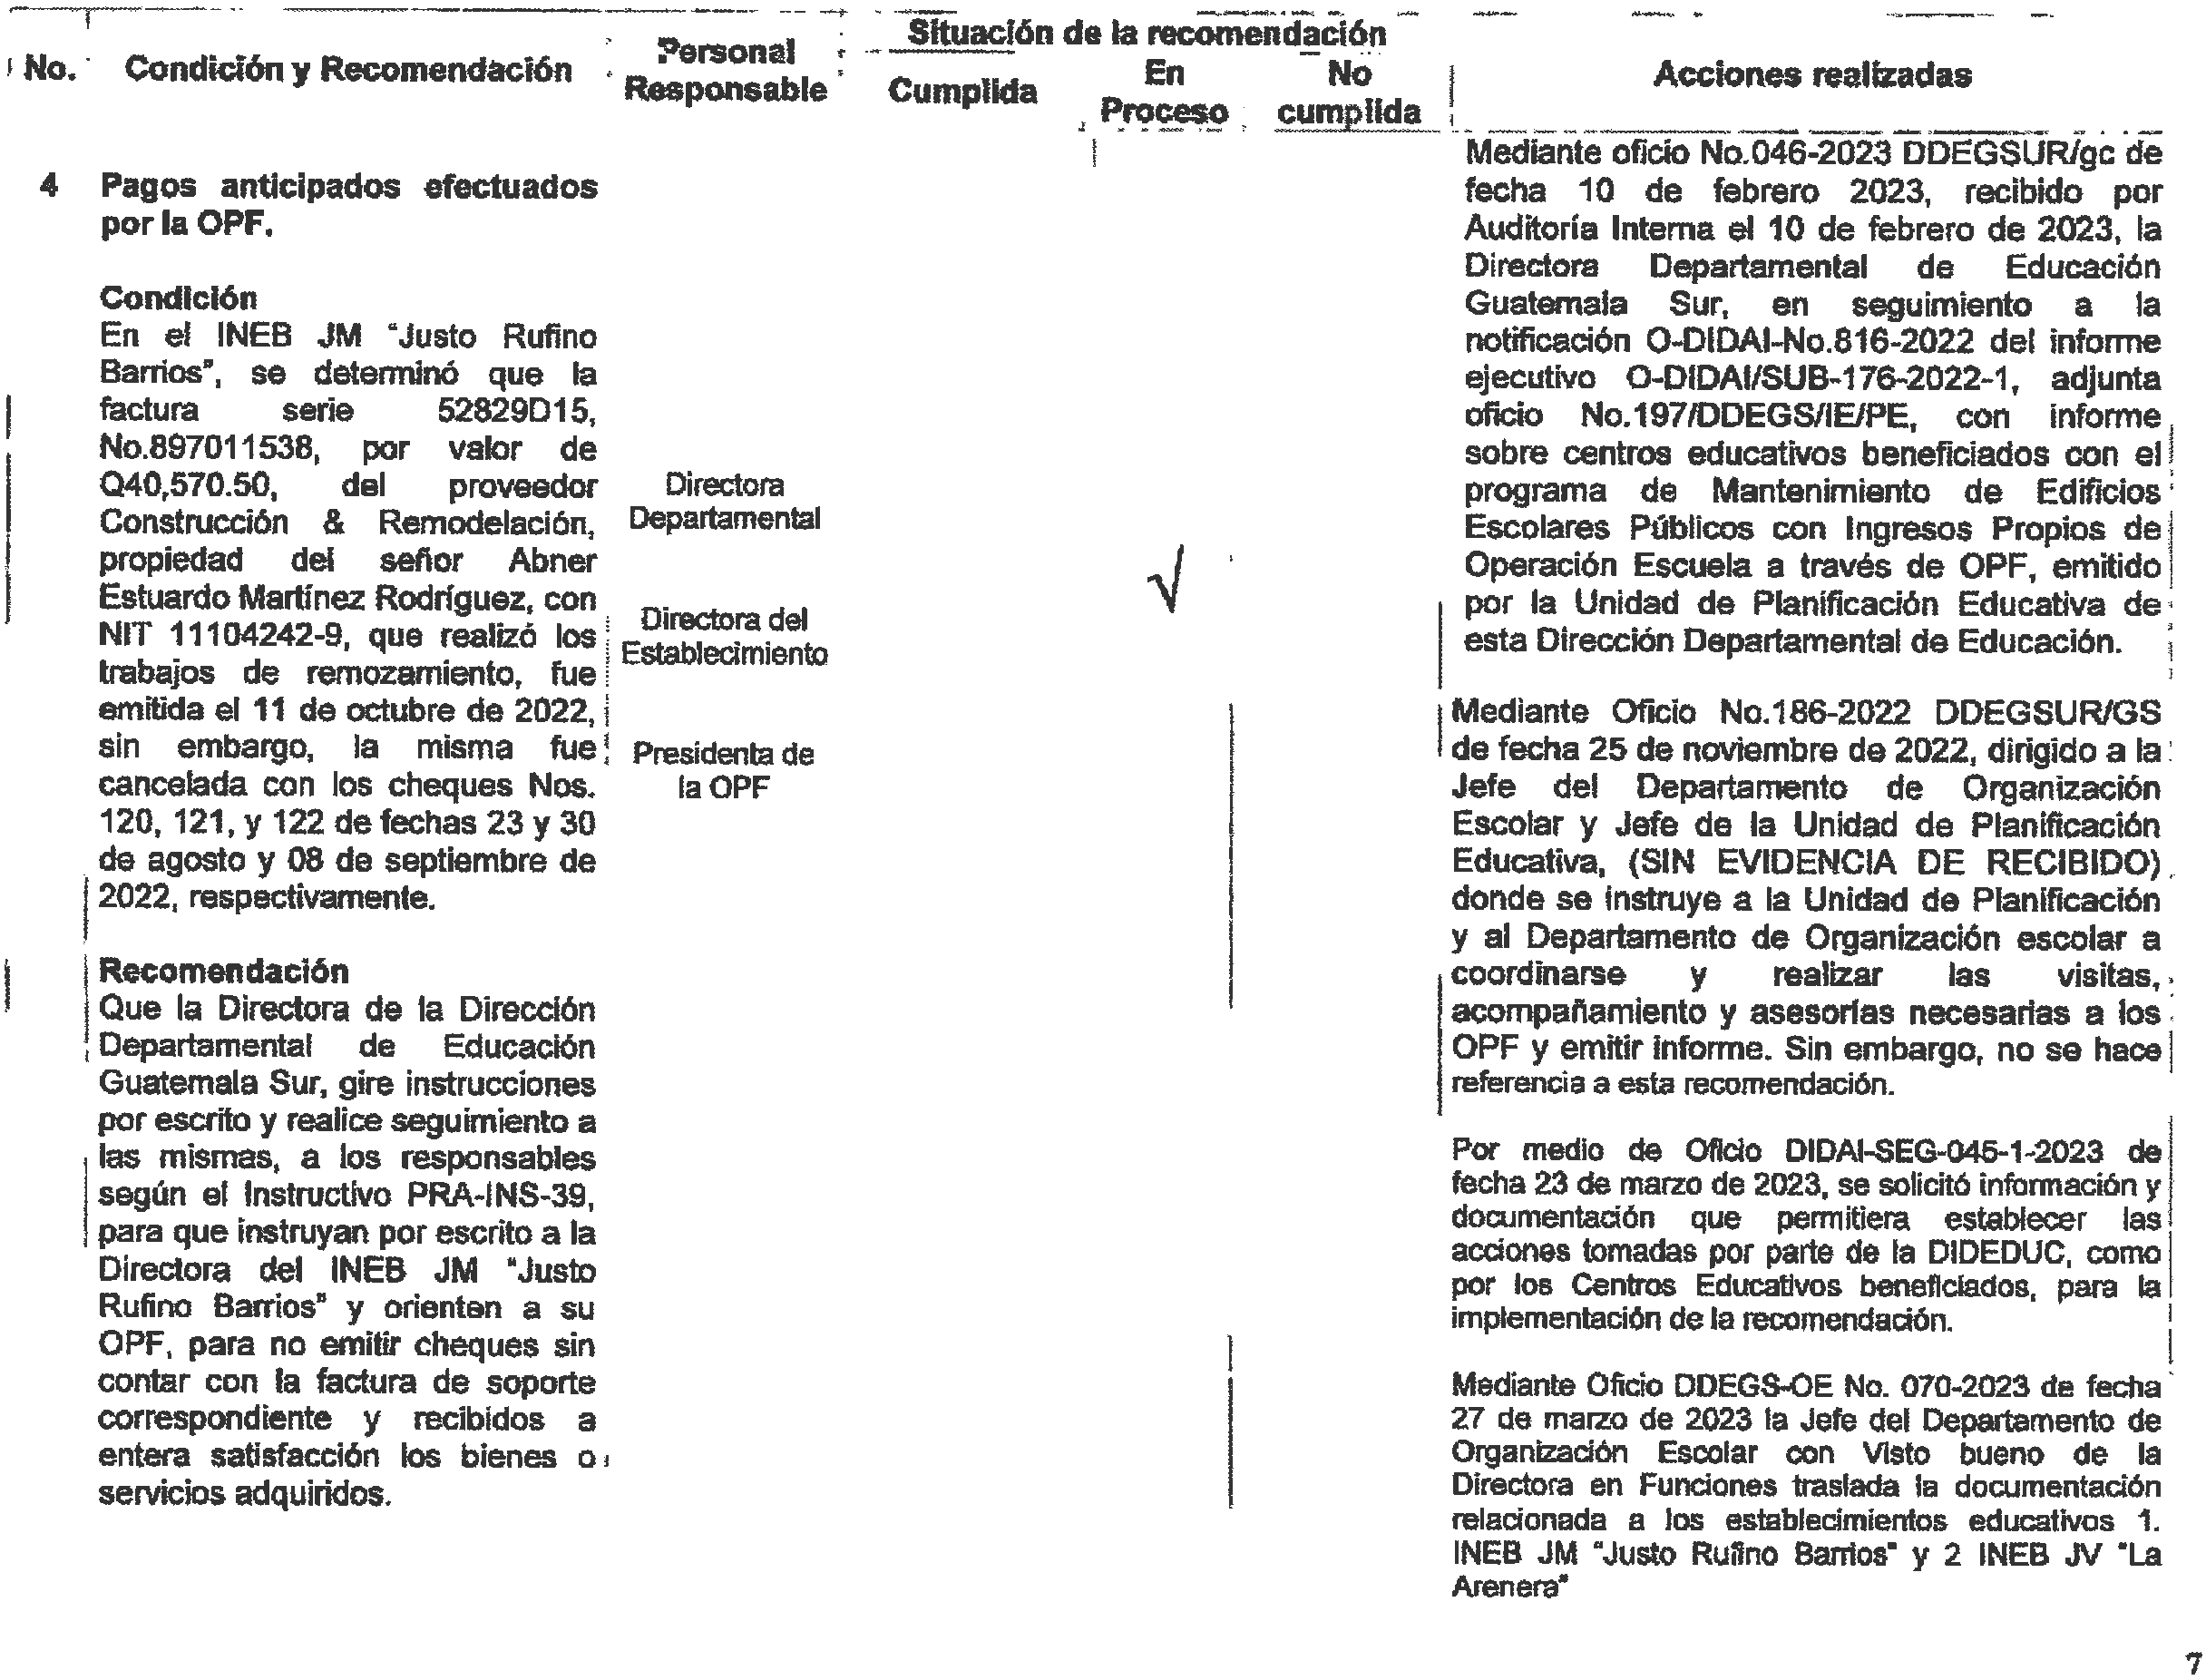 No.
Condición y Recomendación
Personal
Responsable
Situación de la recomendación
Cumplida
En
Proceso
No
cumplida
Acciones realizadas
4 Pagos anticipados efectuados
por la OPF.
Condición
En el INEB JM "Justo Rufino
Barrios", se determinó que la
factura serie 52829D15,
No.897011538, por valor de
Q40,570.50, del proveedor
Construcción & Remodelación,
propiedad del señor Abner
Estuardo Martínez Rodríguez, con
NIT 11104242-9, que realizó los
trabajos de remozamiento, fue
emitida el 11 de octubre de 2022,
sin embargo, la misma fue
cancelada con los cheques Nos.
120, 121, y 122 de fechas 23 y 30
de agosto y 08 de septiembre de
2022, respectivamente.
Recomendación
Que la Directora de la Dirección
Departamental de Educación
Guatemala Sur, gire instrucciones
por escrito y realice seguimiento a
las mismas, a los responsables
según el Instructivo PRA-INS-39,
para que instruyan por escrito a la
Directora del INEB JM "Justo
Rufino Barrios" y orienten a su
OPF, para no emitir cheques sin
contar con la factura de soporte
correspondiente y recibidos a
entera satisfacción los bienes o
servicios adquiridos.
Directora
Departamental
Directora del
Establecimiento
Presidenta de
la OPF
√
Mediante oficio No.046-2023 DDEGSUR/gc de
fecha 10 de febrero 2023, recibido por
Auditoría Interna el 10 de febrero de 2023, la
Directora Departamental de Educación
Guatemala Sur, en seguimiento a la
notificación O-DIDAI-No.816-2022 del informe
ejecutivo O-DIDAI/SUB-176-2022-1, adjunta
oficio No.197/DDEGS/IE/PE, con informe
sobre centros educativos beneficiados con el
programa de Mantenimiento de Edificios
Escolares Públicos con Ingresos Propios de
Operación Escuela a través de OPF, emitido
por la Unidad de Planificación Educativa de
esta Dirección Departamental de Educación.
Mediante Oficio No.186-2022 DDEGSUR/GS
de fecha 25 de noviembre de 2022, dirigido a la
Jefe del Departamento de Organización
Escolar y Jefe de la Unidad de Planificación
Educativa, (SIN EVIDENCIA DE RECIBIDO)
donde se instruye a la Unidad de Planificación
y al Departamento de Organización escolar a
coordinarse y realizar las visitas,
acompañamiento y asesorías necesarias a los
OPF y emitir informe. Sin embargo, no se hace
referencia a esta recomendación.
Por medio de Oficio DIDAI-SEG-045-1-2023 de
fecha 23 de marzo de 2023, se solicitó información y
documentación que permitiera establecer las
acciones tomadas por parte de la DIDEDUC, como
por los Centros Educativos beneficiados, para la
implementación de la recomendación.
Mediante Oficio DDEGS-OE No. 070-2023 de fecha
27 de marzo de 2023 la Jefe del Departamento de
Organización Escolar con Visto bueno de la
Directora en Funciones traslada la documentación
relacionada a los establecimientos educativos 1.
INEB JM "Justo Rufino Barrios" y 2 INEB JV "La
Arenera"
7